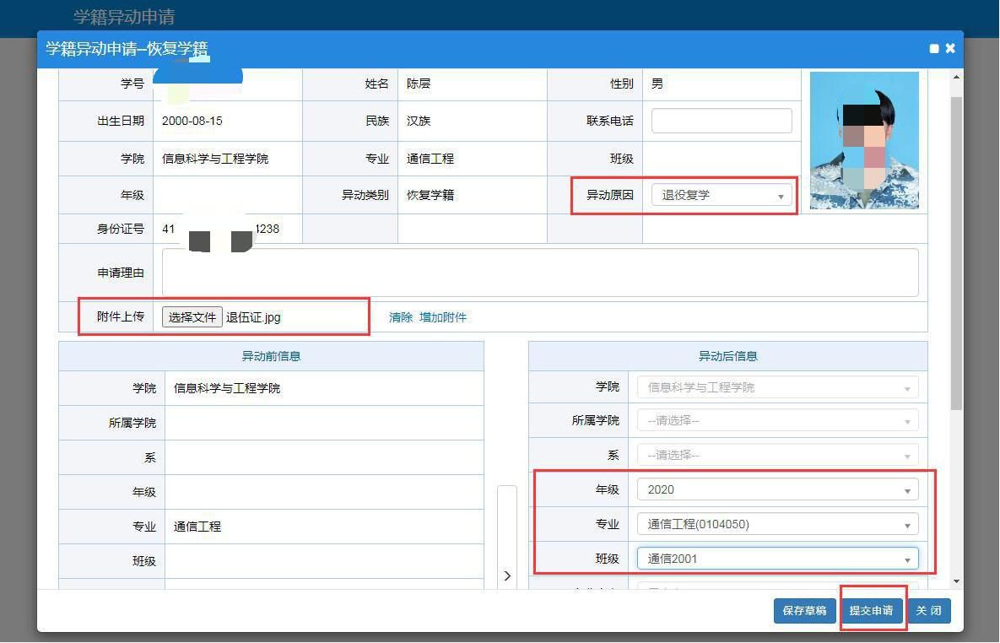 学籍异动申请
学籍异动申请--恢复学籍
学号 姓名 陈层 性别 男
出生日期 2000-08-15 民族 汉族 联系电话
学院 信息科学与工程学院 专业 通信工程 班级
年级 异动类别 恢复学籍 异动原因 退役复学
身份证号 41 4238
申请理由
附件上传 选择文件 退伍证.jpg 清除 增加附件
异动前信息
学院 信息科学与工程学院
所属学院
系
年级
专业 通信工程
班级
异动后信息
学院 信息科学与工程学院
所属学院 --请选择--
系 --请选择--
年级 2020
专业 通信工程(0104050)
班级 通信2001
保存草稿 提交申请 关闭